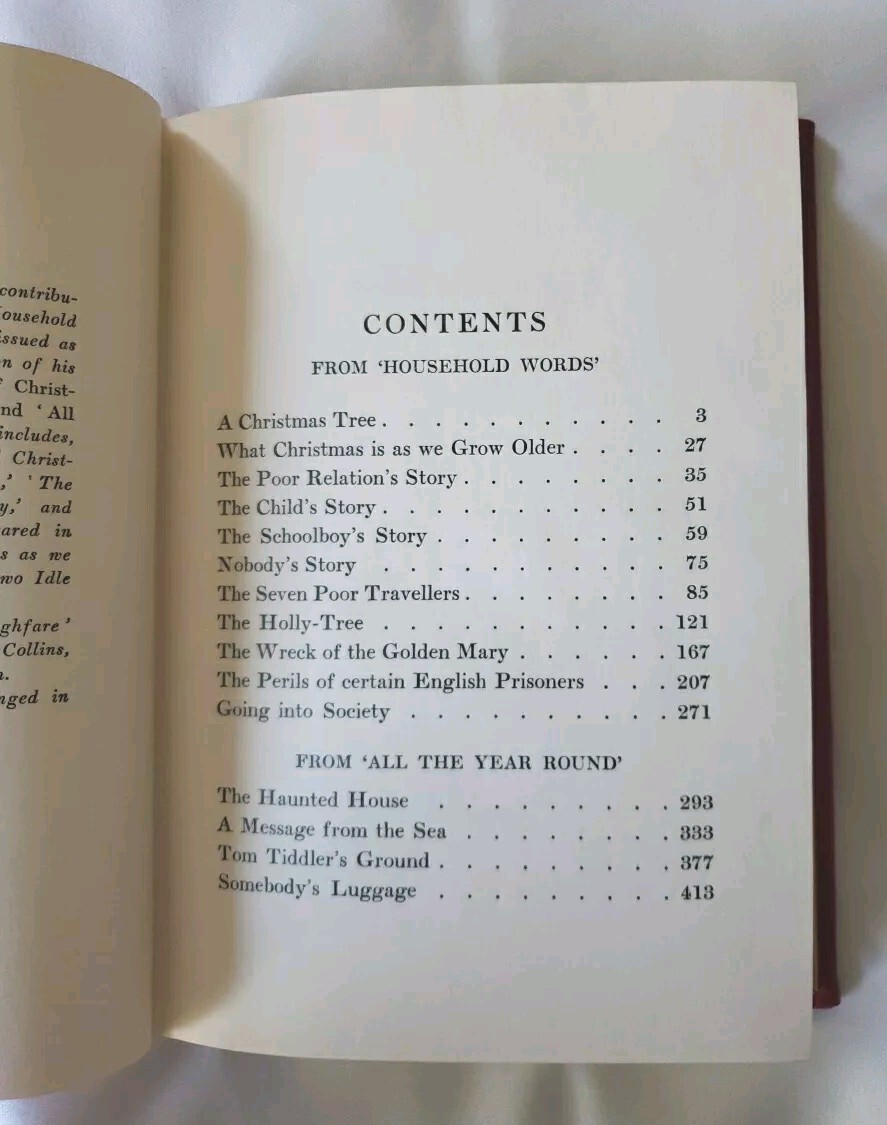 contribu-
issued as
n of his
Christ-
nd ‘All
includes,
Christ-
,’ ‘The
y,’ and
ared in
s as we
wo Idle
ghfare’
Collins,
nged in
CONTENTS
FROM ‘HOUSEHOLD WORDS’
A Christmas Tree . . . . . . . . . . . 3
What Christmas is as we Grow Older . . . . 27
The Poor Relation's Story . . . . . . . . 35
The Child's Story . . . . . . . . . . . 51
The Schoolboy's Story . . . . . . . . . 59
Nobody's Story . . . . . . . . . . . 75
The Seven Poor Travellers . . . . . . . . 85
The Holly-Tree . . . . . . . . . . . 121
The Wreck of the Golden Mary . . . . . . 167
The Perils of certain English Prisoners . . . 207
Going into Society . . . . . . . . . . 271
FROM ‘ALL THE YEAR ROUND’
The Haunted House . . . . . . . . . 293
A Message from the Sea . . . . . . . . 333
Tom Tiddler's Ground . . . . . . . . . 377
Somebody's Luggage . . . . . . . . . 413